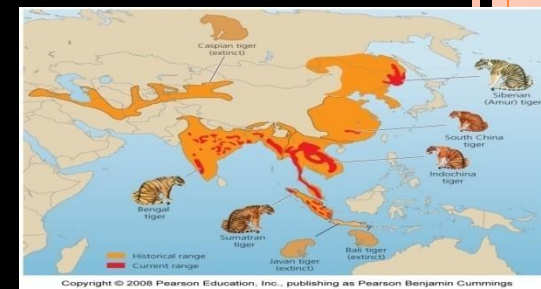 Caspian tiger
(extinct)
Siberian
(Amur) tiger
South China
tiger
Indochina
tiger
Bengal
tiger
Sumatran
tiger
Javan tiger
(extinct)
Bali tiger
(extinct)
Historical range
Current range
Copyright © 2008 Pearson Education, Inc., publishing as Pearson Benjamin Cummings